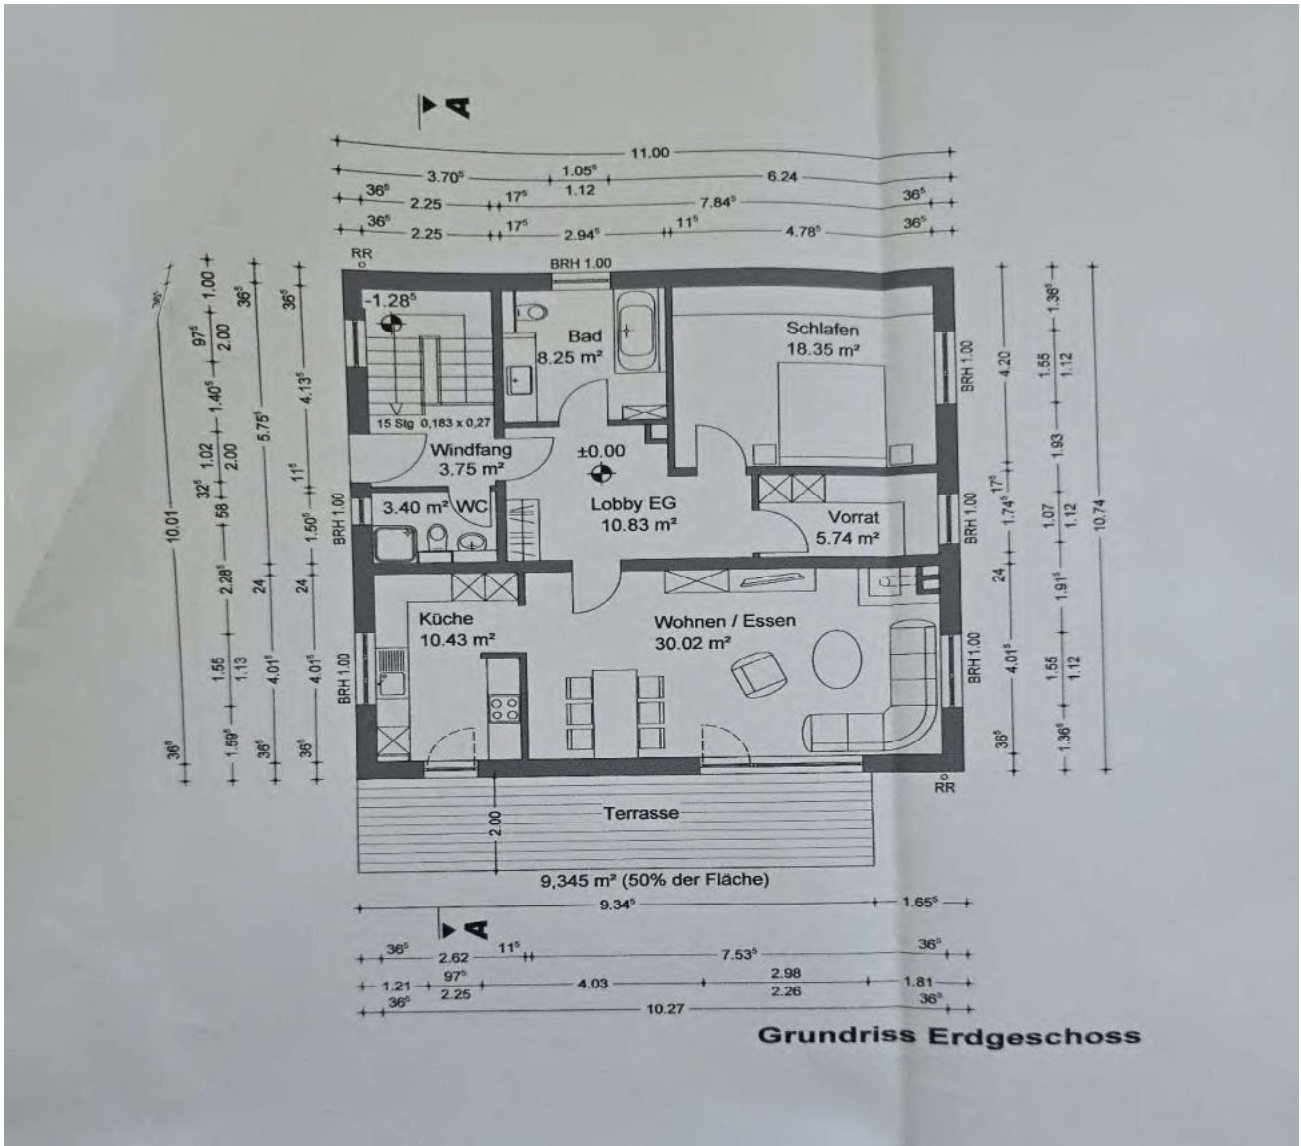 A
11.00
3.70⁵ 1.05⁵ 6.24
1.12
36⁵ 2.25 17⁵ 7.84⁵ 36⁵
36⁵ 2.25 17⁵ 2.94⁵ 11⁵ 4.78⁵ 36⁵
RR
BRH 1.00
-1.28⁵
Bad
8.25 m²
Schlafen
18.35 m²
BRH 1.00
15 Stg 0,183 x 0,27
Windfang
3.75 m²
±0.00
Lobby EG
10.83 m²
3.40 m² WC
BRH 1.00
Vorrat
5.74 m²
BRH 1.00
Küche
10.43 m²
Wohnen / Essen
30.02 m²
BRH 1.00
BRH 1.00
RR
Terrasse
2.00
9,345 m² (50% der Fläche)
9.34⁵ 1.65⁵
A
36⁵ 2.62 11⁵ 7.53⁵ 36⁵
1.21 97⁵ 4.03 2.98 1.81
2.25 2.26
36⁵ 10.27 36⁵
36⁵ 10.01 36⁵
1.59⁵ 1.55 2.28⁵ 58 32⁵ 1.02 1.40⁵ 97⁵ 1.00
1.13 2.00 2.00
36⁵ 4.01⁵ 24 5.75⁵ 36⁵
36⁵ 4.01⁵ 24 1.50⁵ 11⁵ 4.13⁵ 36⁵
36⁵ 4.01⁵ 24 1.74⁵ 17⁵ 4.20
1.36⁵ 1.55 1.91⁵ 1.07 1.93 1.55 1.36⁵
1.12 1.12 1.12
10.74
Grundriss Erdgeschoss